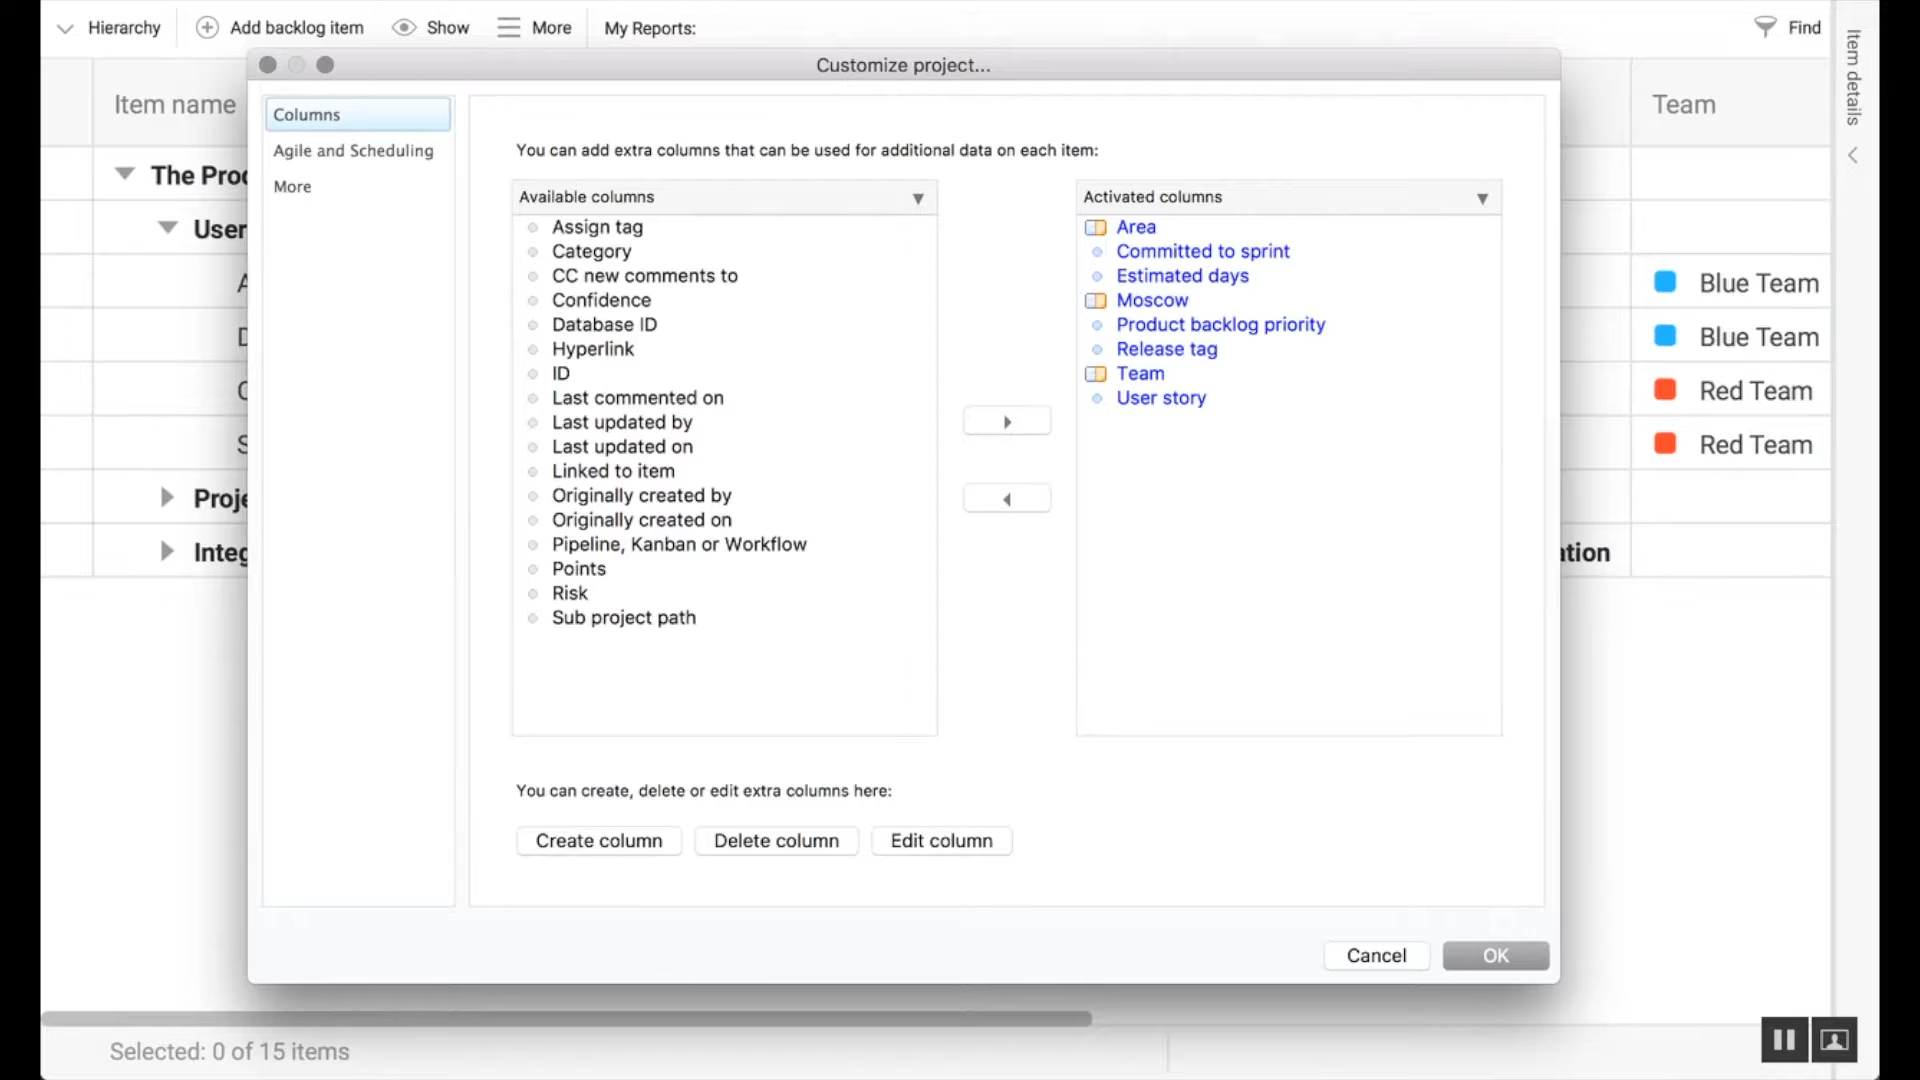 Hierarchy
Add backlog item
Show
More
My Reports:
Find
Item details
Customize project...
Item name
Team
Columns
Agile and Scheduling
More
You can add extra columns that can be used for additional data on each item:
Available columns
Assign tag
Category
CC new comments to
Confidence
Database ID
Hyperlink
ID
Last commented on
Last updated by
Last updated on
Linked to item
Originally created by
Originally created on
Pipeline, Kanban or Workflow
Points
Risk
Sub project path
Activated columns
Area
Committed to sprint
Estimated days
Moscow
Product backlog priority
Release tag
Team
User story
You can create, delete or edit extra columns here:
Create column
Delete column
Edit column
Cancel
OK
The
User
Blue Team
Blue Team
Red Team
Red Team
Selected: 0 of 15 items